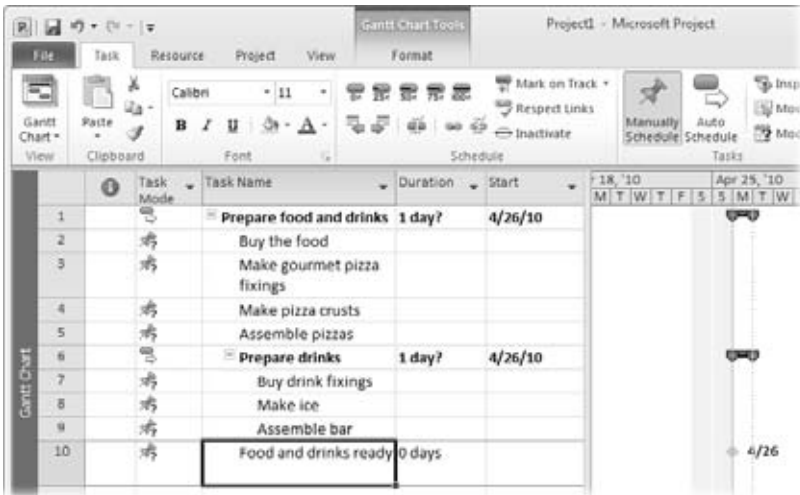 Gantt Chart Tools
Project1 - Microsoft Project
File Task Resource Project View Format
Calibri 11
Gantt Chart
Paste
B I U A
Mark on Track
Respect Links
Inactivate
Manually Schedule
Auto Schedule
View Clipboard Font Schedule Tasks
Task Mode Task Name Duration Start
18, '10 Apr 25, '10
M T W T F S S M T W
1 Prepare food and drinks 1 day? 4/26/10
2 Buy the food
3 Make gourmet pizza
fixings
4 Make pizza crusts
5 Assemble pizzas
6 Prepare drinks 1 day? 4/26/10
7 Buy drink fixings
8 Make ice
9 Assemble bar
10 Food and drinks ready 0 days
4/26
Gantt Chart